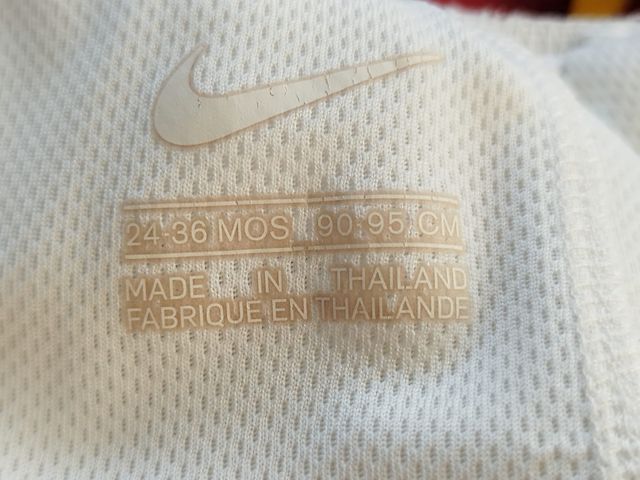 24-36 MOS 90-95 CM
MADE IN THAILAND
FABRIQUE EN THAILANDE